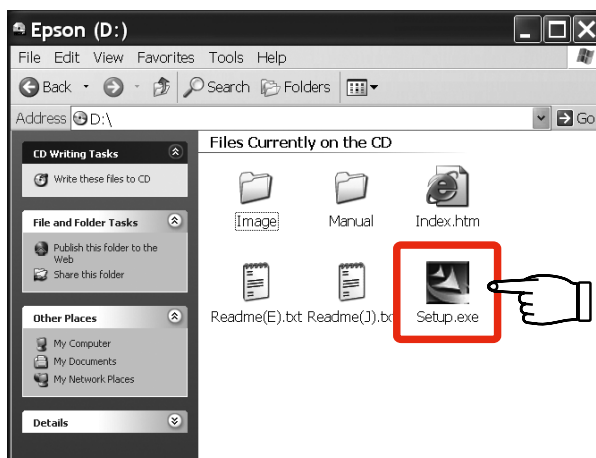 Epson (D:)
File Edit View Favorites Tools Help
Back Search Folders
Address D:\ Go
Files Currently on the CD
CD Writing Tasks
Write these files to CD
File and Folder Tasks
Publish this folder to the
Web
Share this folder
Other Places
My Computer
My Documents
My Network Places
Details
Image Manual Index.htm
Readme(E).txt Readme(J).tx Setup.exe